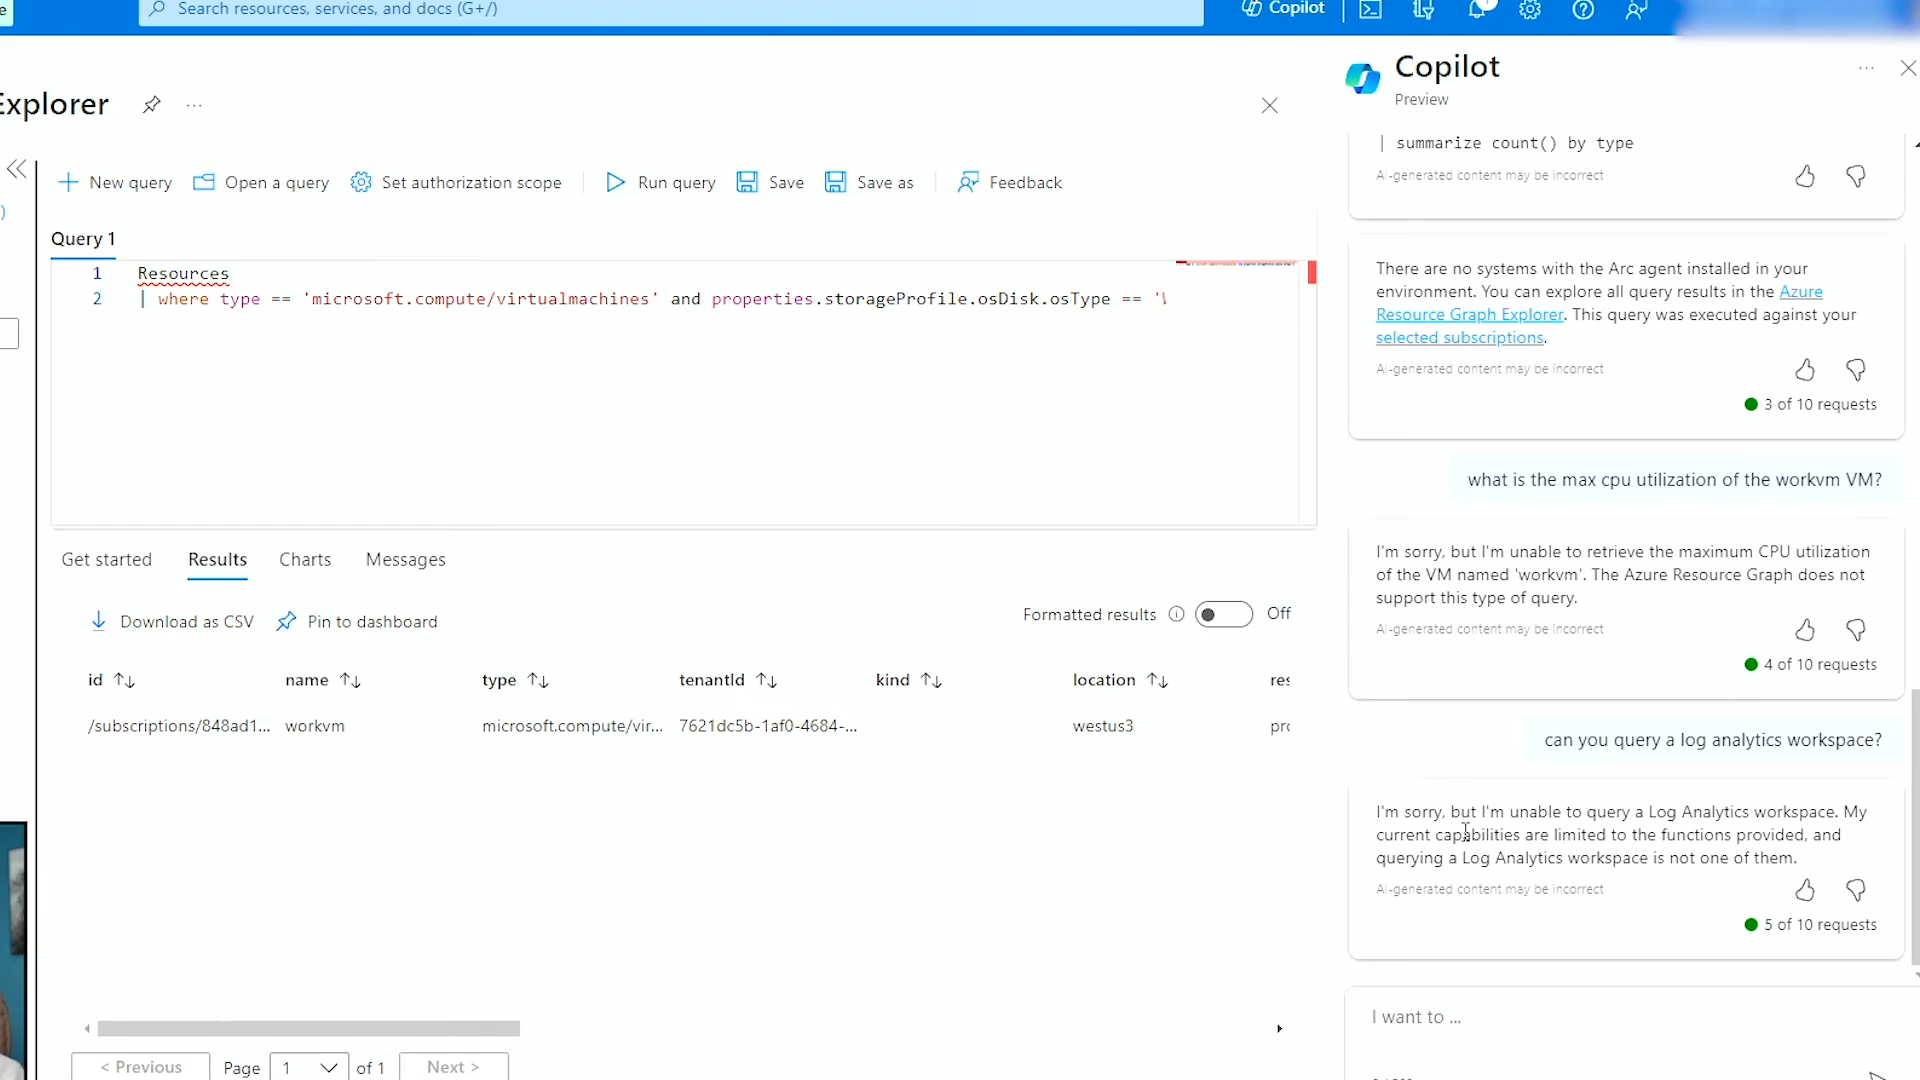 e
Search resources, services, and docs (G+/)
Copilot
Explorer
...
New query
Open a query
Set authorization scope
Run query
Save
Save as
Feedback
)
Query 1
1
Resources
2
| where type == 'microsoft.compute/virtualmachines' and properties.storageProfile.osDisk.osType == '
Get started
Results
Charts
Messages
Download as CSV
Pin to dashboard
Formatted results
Off
id
name
type
tenantId
kind
location
res
/subscriptions/848ad1...
workvm
microsoft.compute/vir...
7621dc5b-1af0-4684-...
westus3
pro
< Previous
Page
1
of 1
Next >
Copilot
...
Preview
| summarize count() by type
AI-generated content may be incorrect
There are no systems with the Arc agent installed in your
environment. You can explore all query results in the Azure
Resource Graph Explorer. This query was executed against your
selected subscriptions.
AI-generated content may be incorrect
3 of 10 requests
what is the max cpu utilization of the workvm VM?
I'm sorry, but I'm unable to retrieve the maximum CPU utilization
of the VM named 'workvm'. The Azure Resource Graph does not
support this type of query.
AI-generated content may be incorrect
4 of 10 requests
can you query a log analytics workspace?
I'm sorry, but I'm unable to query a Log Analytics workspace. My
current capabilities are limited to the functions provided, and
querying a Log Analytics workspace is not one of them.
AI-generated content may be incorrect
5 of 10 requests
I want to ...